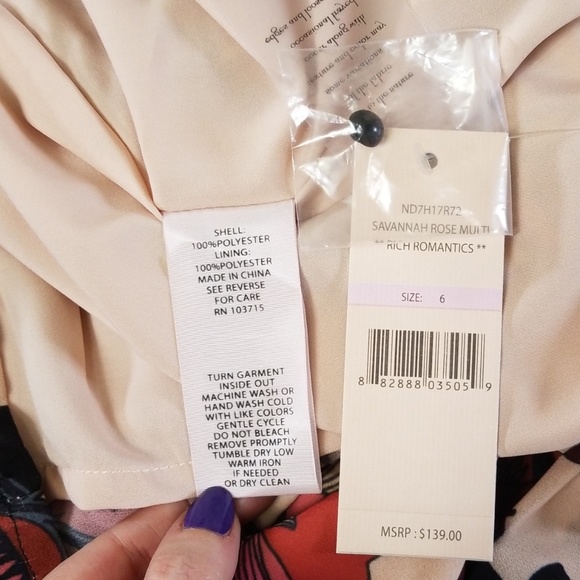 SHELL:
100%POLYESTER
LINING:
100%POLYESTER
MADE IN CHINA
SEE REVERSE
FOR CARE
RN 103715
TURN GARMENT
INSIDE OUT
MACHINE WASH OR
HAND WASH COLD
WITH LIKE COLORS
GENTLE CYCLE
DO NOT BLEACH
REMOVE PROMPTLY
TUMBLE DRY LOW
WARM IRON
IF NEEDED
OR DRY CLEAN
ND7H17R72
SAVANNAH ROSE MULTI
** RICH ROMANTICS **
SIZE: 6
8 82888 03505 9
MSRP : $139.00